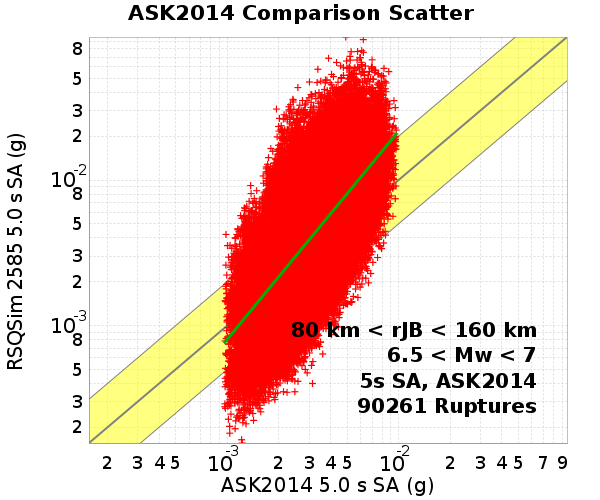 ASK2014 Comparison Scatter
RSQSim 2585 5.0 s SA (g)
8
5
3
2
10-2
8
5
3
2
10-3
8
5
3
2
80 km < rJB < 160 km
6.5 < Mw < 7
5s SA, ASK2014
90261 Ruptures
2 3 4 5 10-3 2 3 4 5 10-2 2 3 4 5 7 9
ASK2014 5.0 s SA (g)